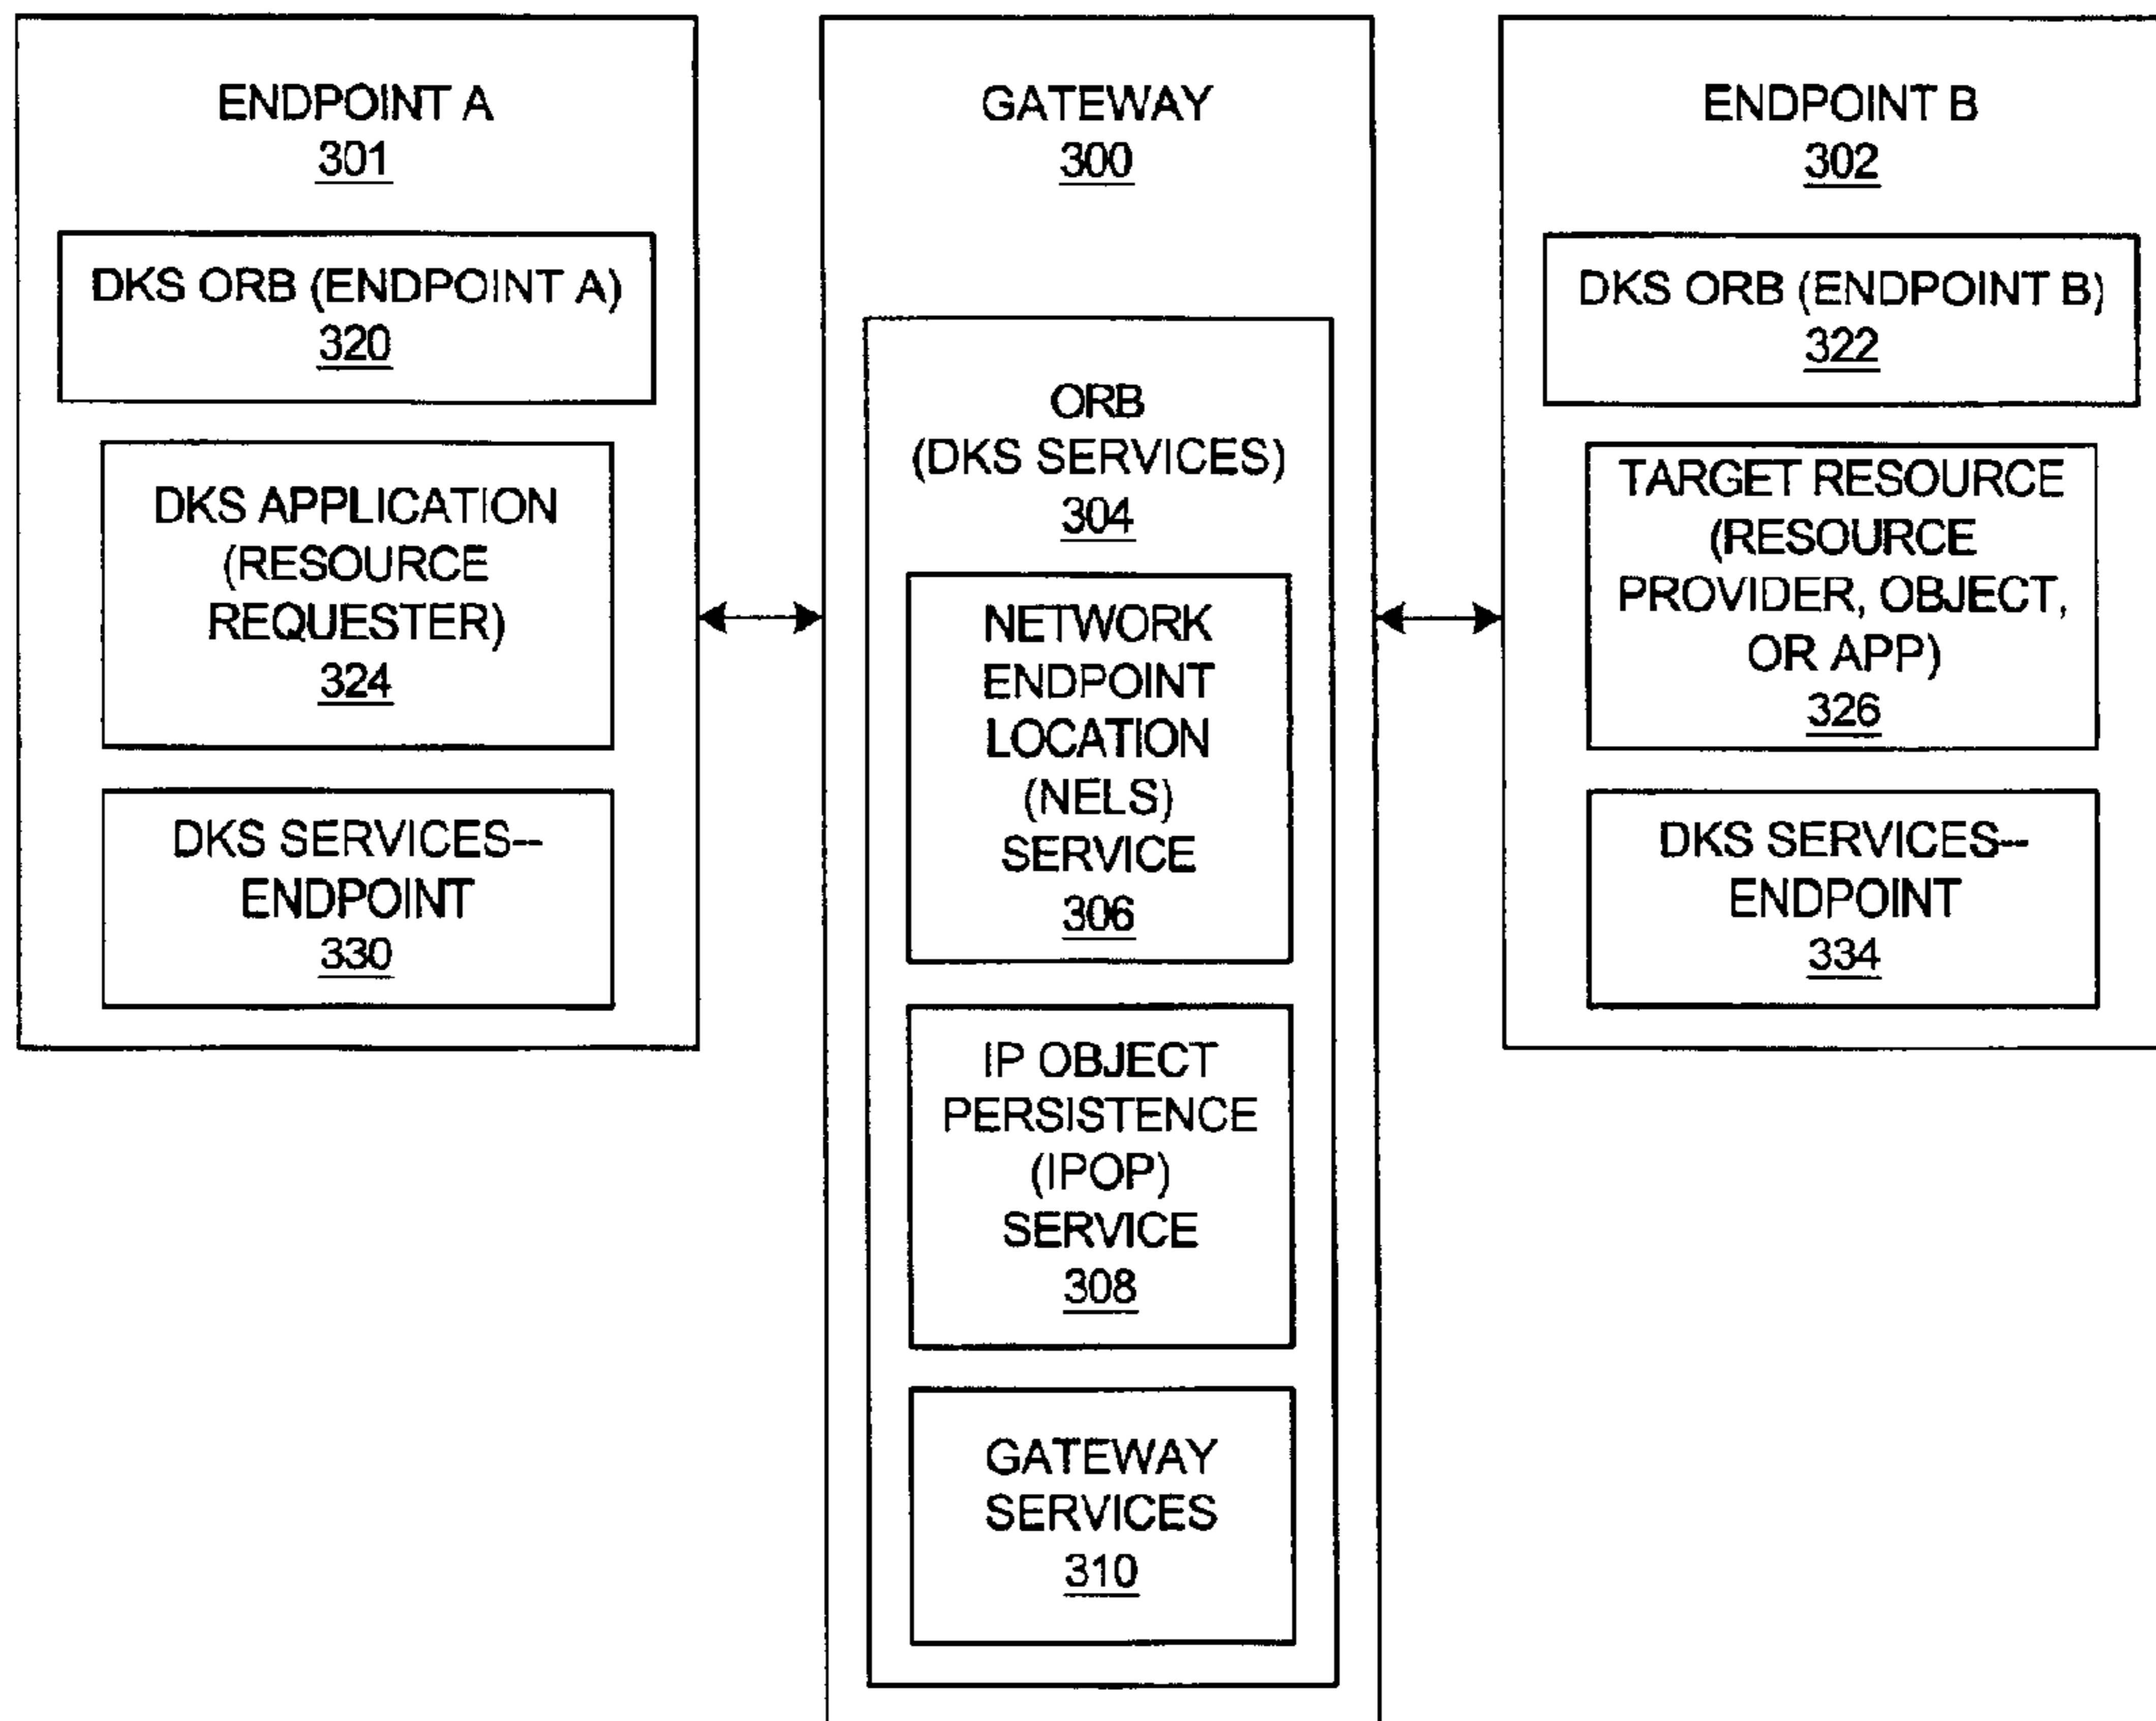 ENDPOINT A
301
DKS ORB (ENDPOINT A)
320
DKS APPLICATION
(RESOURCE
REQUESTER)
324
DKS SERVICES--
ENDPOINT
330
GATEWAY
300
ORB
(DKS SERVICES)
304
NETWORK
ENDPOINT
LOCATION
(NELS)
SERVICE
306
IP OBJECT
PERSISTENCE
(IPOP)
SERVICE
308
GATEWAY
SERVICES
310
ENDPOINT B
302
DKS ORB (ENDPOINT B)
322
TARGET RESOURCE
(RESOURCE
PROVIDER, OBJECT,
OR APP)
326
DKS SERVICES--
ENDPOINT
334